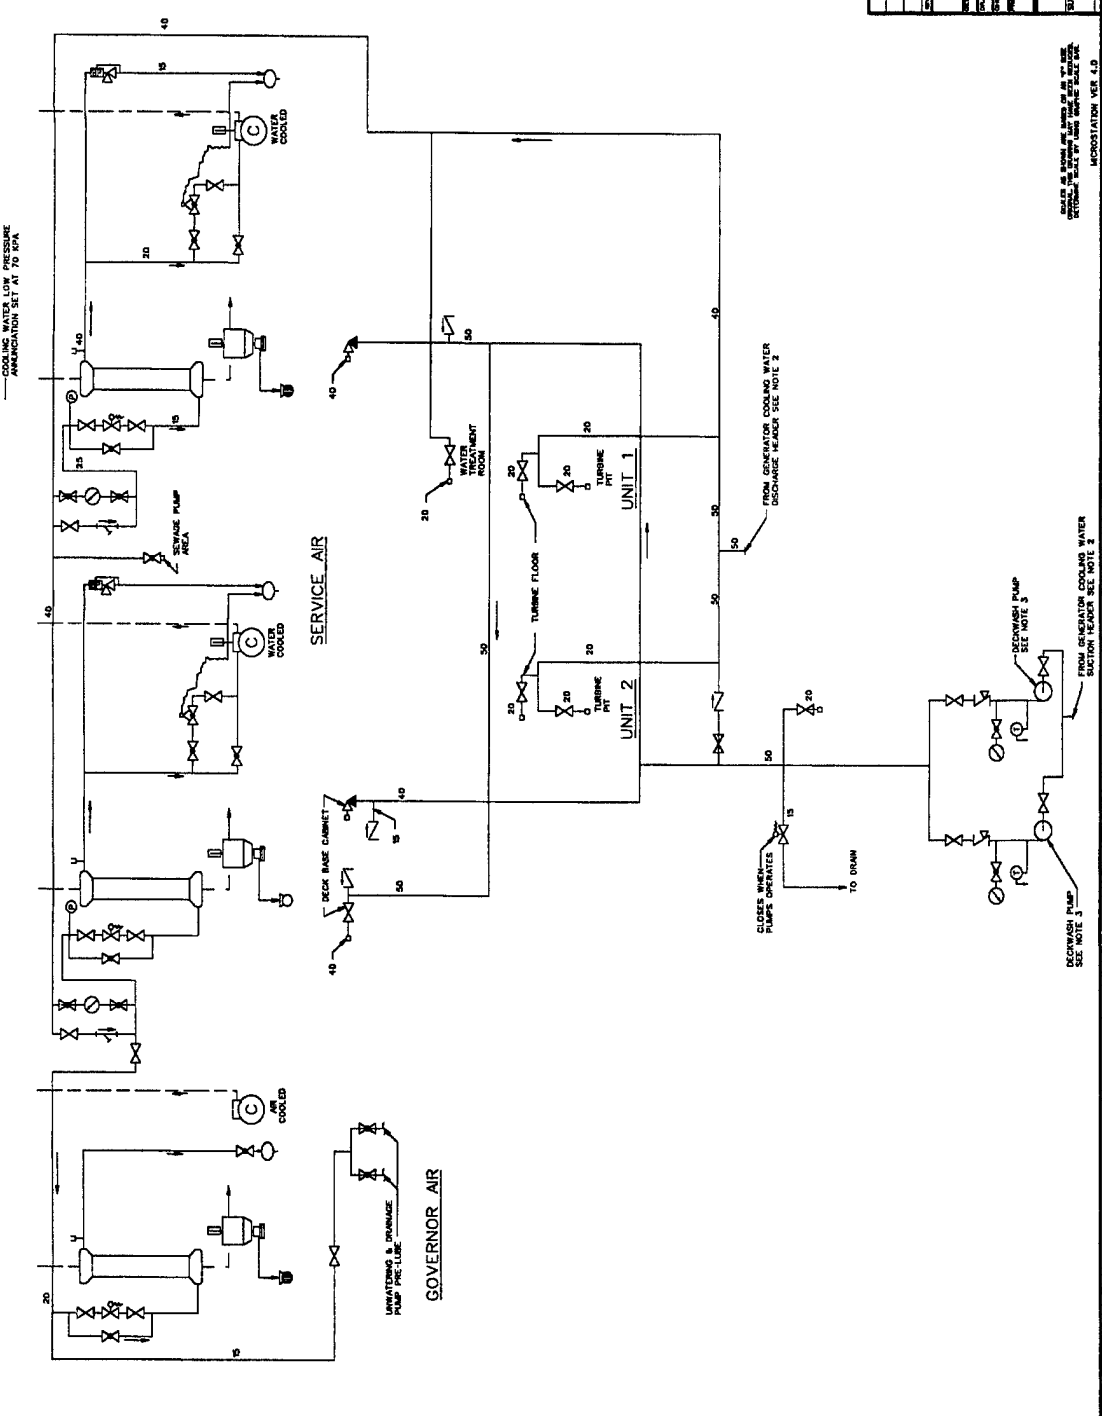 COOLING WATER LOW PRESSURE
ANNUNCIATION SET AT 70 KPA
40
15
C
WATER
COOLED
20
40
P
15
25
SEWAGE PUMP
AREA
40
C
WATER
COOLED
P
SERVICE AIR
C
AIR
COOLED
20
15
UNWATERING & DRAINAGE
PUMP PRE-LUBE
GOVERNOR AIR
40
50
WATER
TREATMENT
ROOM
20
40
DECK BASE CABINET
40
15
50
40
50
20
20
20
TURBINE
PIT
UNIT 1
TURBINE FLOOR
20
20
20
TURBINE
PIT
UNIT 2
40
50
50
50
FROM GENERATOR COOLING WATER
DISCHARGE HEADER SEE NOTE 2
50
20
15
CLOSES WHEN
PUMPS OPERATES
TO DRAIN
DECKWASH PUMP
SEE NOTE 3
T
FROM GENERATOR COOLING WATER
SUCTION HEADER SEE NOTE 2
T
DECKWASH PUMP
SEE NOTE 3
MICROSTATION VER 4.0